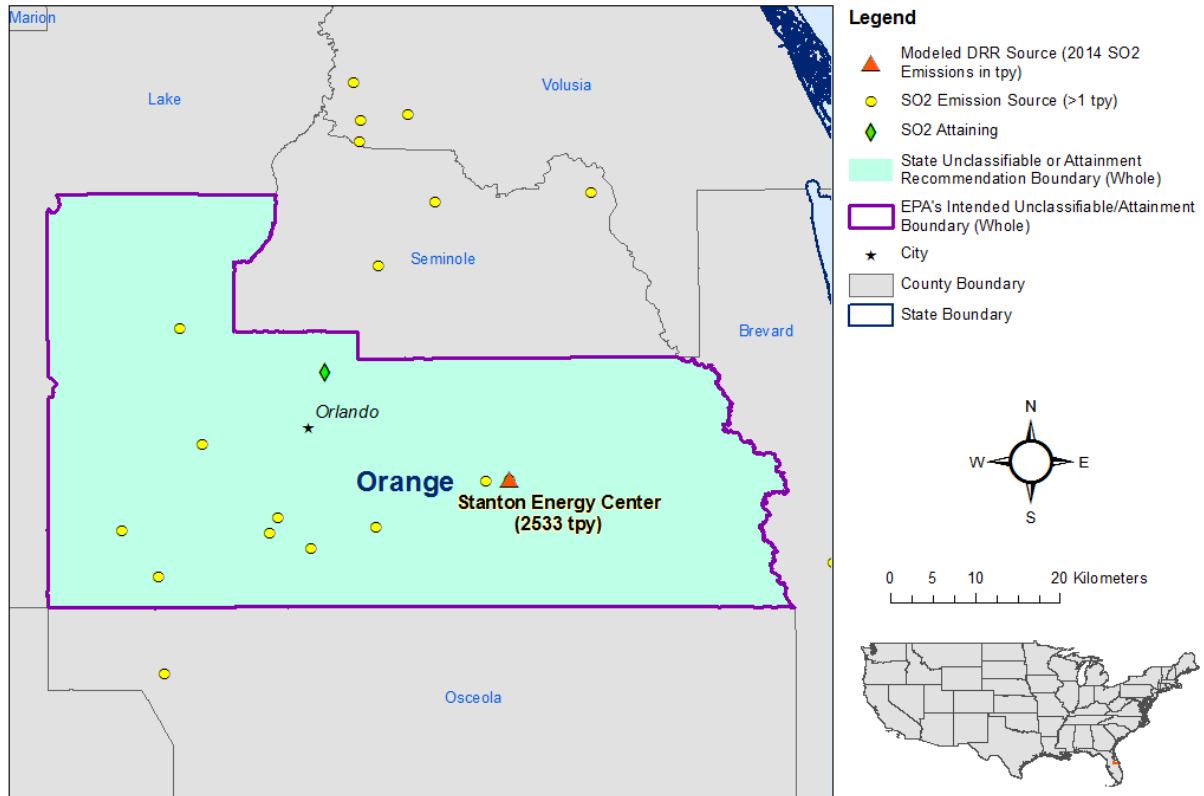 Marion
Lake
Volusia
Seminole
Brevard
Orlando
Orange
Stanton Energy Center
(2533 tpy)
Osceola
Legend
Modeled DRR Source (2014 SO2
Emissions in tpy)
SO2 Emission Source (>1 tpy)
SO2 Attaining
State Unclassifiable or Attainment
Recommendation Boundary (Whole)
EPA's Intended Unclassifiable/Attainment
Boundary (Whole)
City
County Boundary
State Boundary
N
W
E
S
0 5 10 20 Kilometers